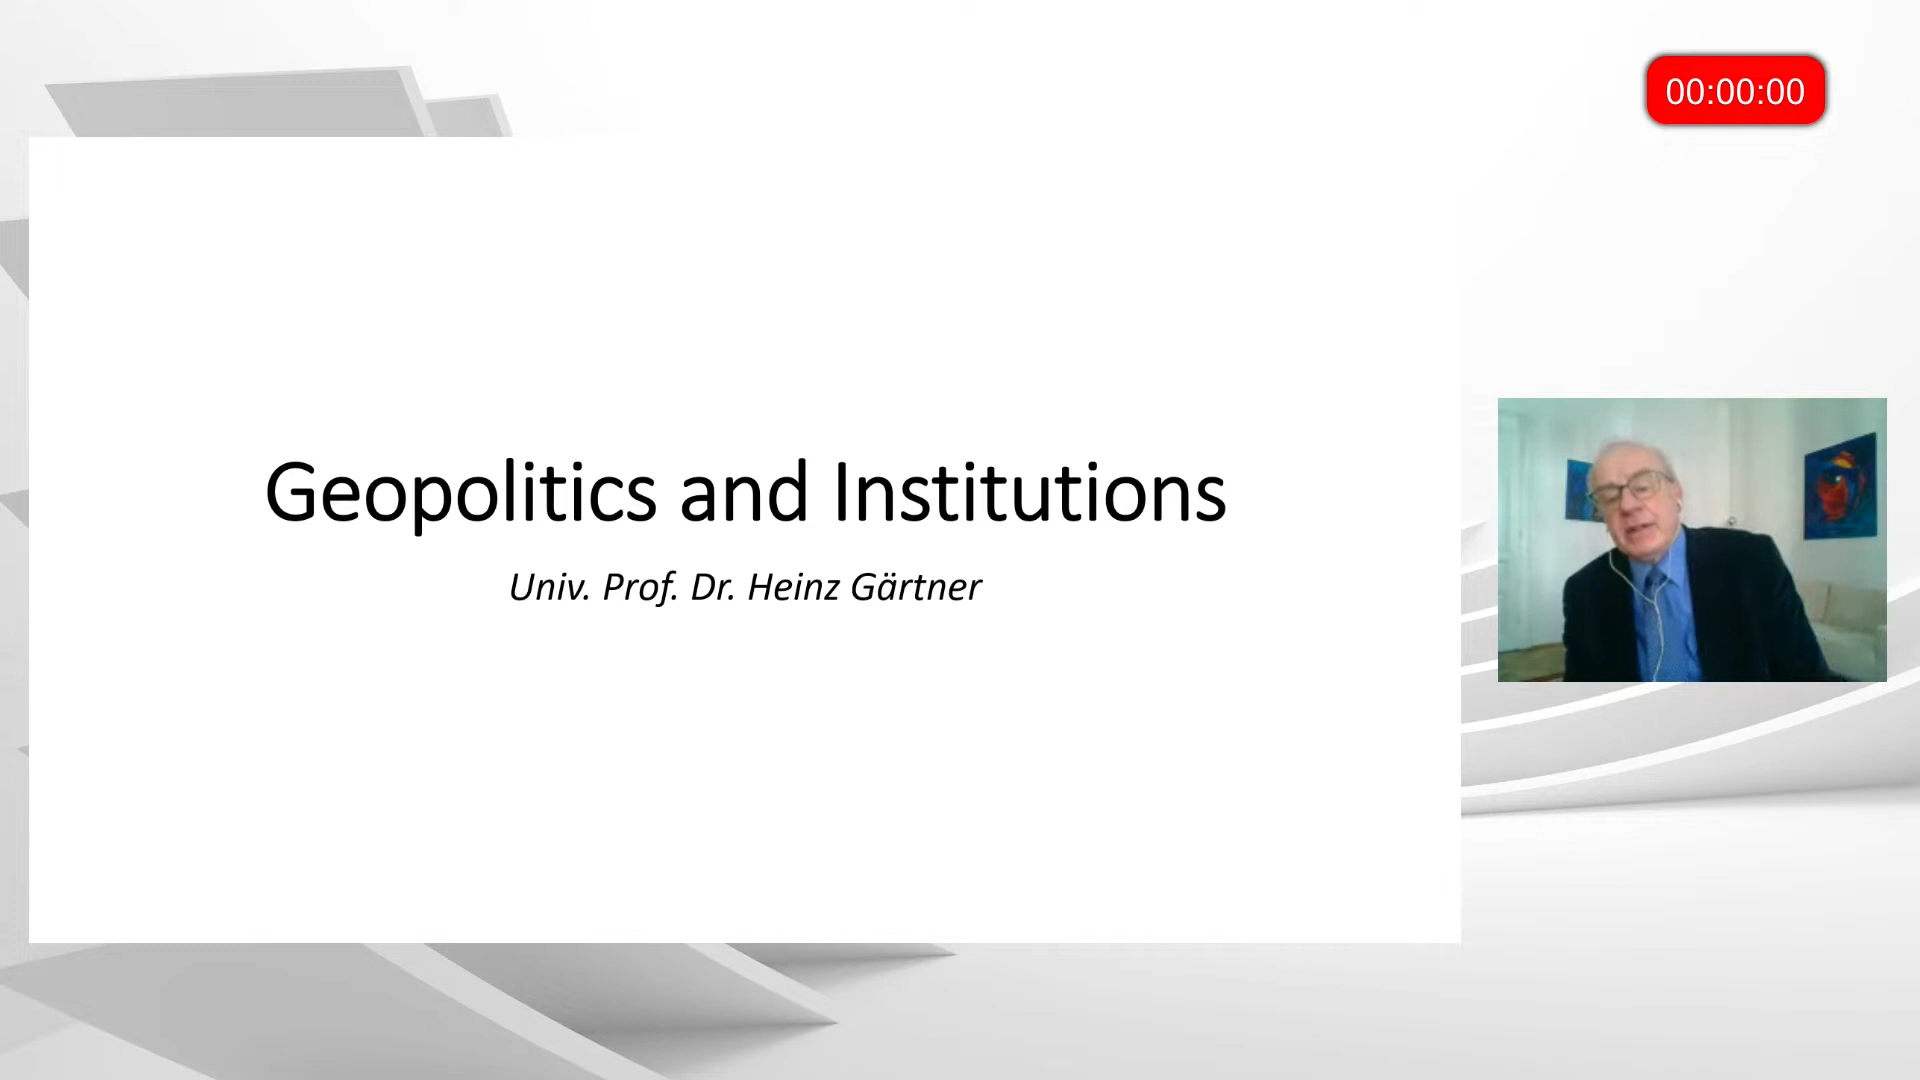 00:00:00
Geopolitics and Institutions
Univ. Prof. Dr. Heinz Gärtner